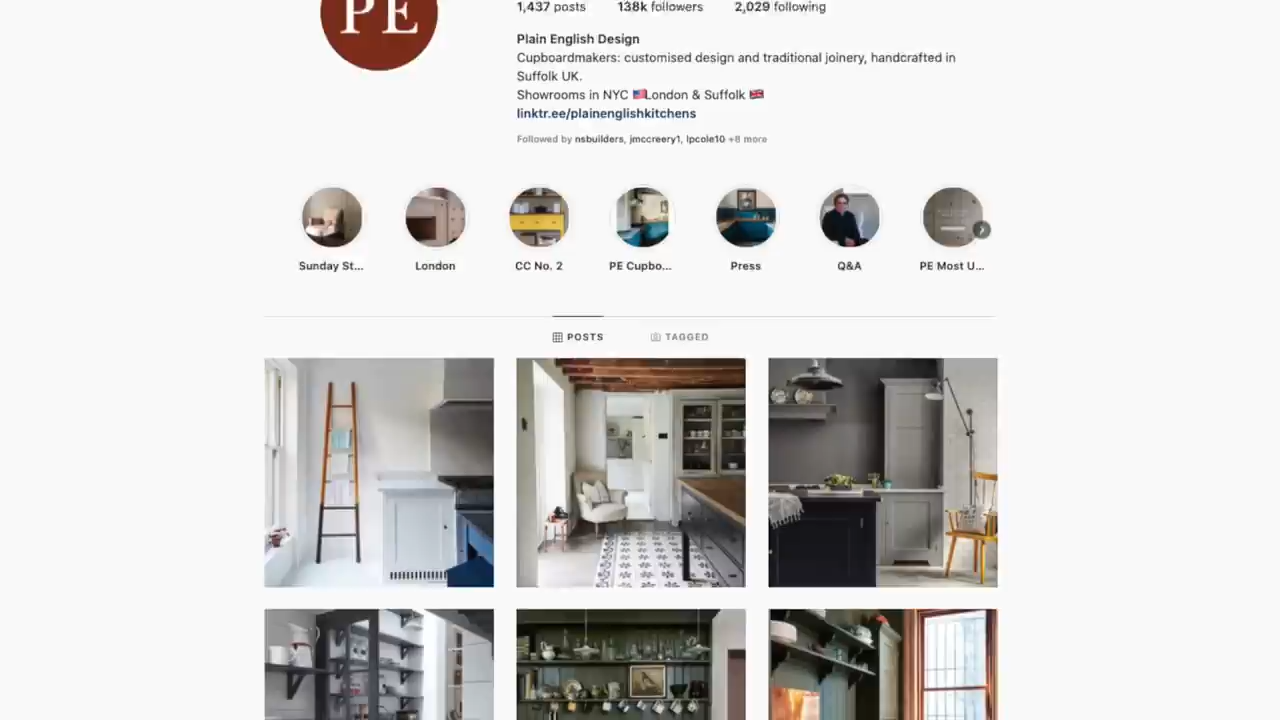 PE
1,437 posts 138k followers 2,029 following
Plain English Design
Cupboardmakers: customised design and traditional joinery, handcrafted in
Suffolk UK.
Showrooms in NYC 🇺🇸London & Suffolk 🇬🇧
linktr.ee/plainenglishkitchens
Followed by nsbuilders, jmccreery1, lpcole10 +8 more
Sunday St... London CC No. 2 PE Cupbo... Press Q&A PE Most U...
POSTS TAGGED